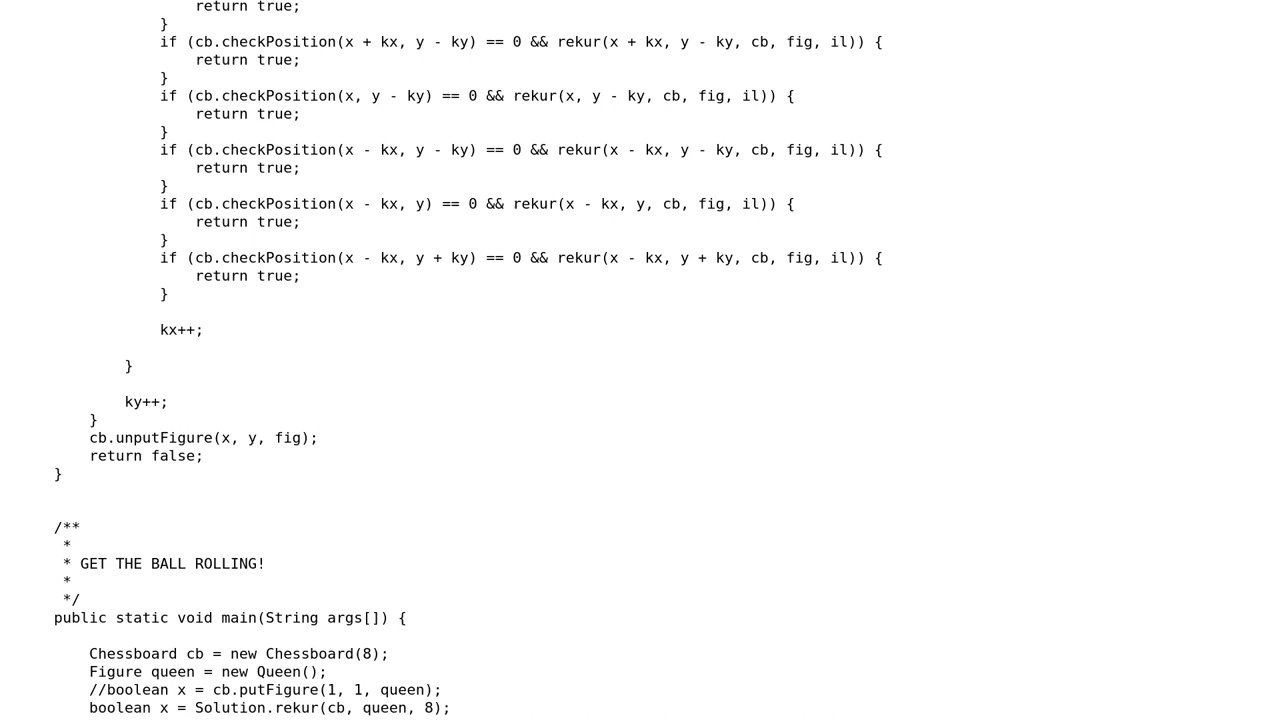 return true;
            }
            if (cb.checkPosition(x + kx, y - ky) == 0 && rekur(x + kx, y - ky, cb, fig, il)) {
                return true;
            }
            if (cb.checkPosition(x, y - ky) == 0 && rekur(x, y - ky, cb, fig, il)) {
                return true;
            }
            if (cb.checkPosition(x - kx, y - ky) == 0 && rekur(x - kx, y - ky, cb, fig, il)) {
                return true;
            }
            if (cb.checkPosition(x - kx, y) == 0 && rekur(x - kx, y, cb, fig, il)) {
                return true;
            }
            if (cb.checkPosition(x - kx, y + ky) == 0 && rekur(x - kx, y + ky, cb, fig, il)) {
                return true;
            }

            kx++;

        }

        ky++;
    }
    cb.unputFigure(x, y, fig);
    return false;
}


/**
 *
 * GET THE BALL ROLLING!
 *
 */
public static void main(String args[]) {

    Chessboard cb = new Chessboard(8);
    Figure queen = new Queen();
    //boolean x = cb.putFigure(1, 1, queen);
    boolean x = Solution.rekur(cb, queen, 8);